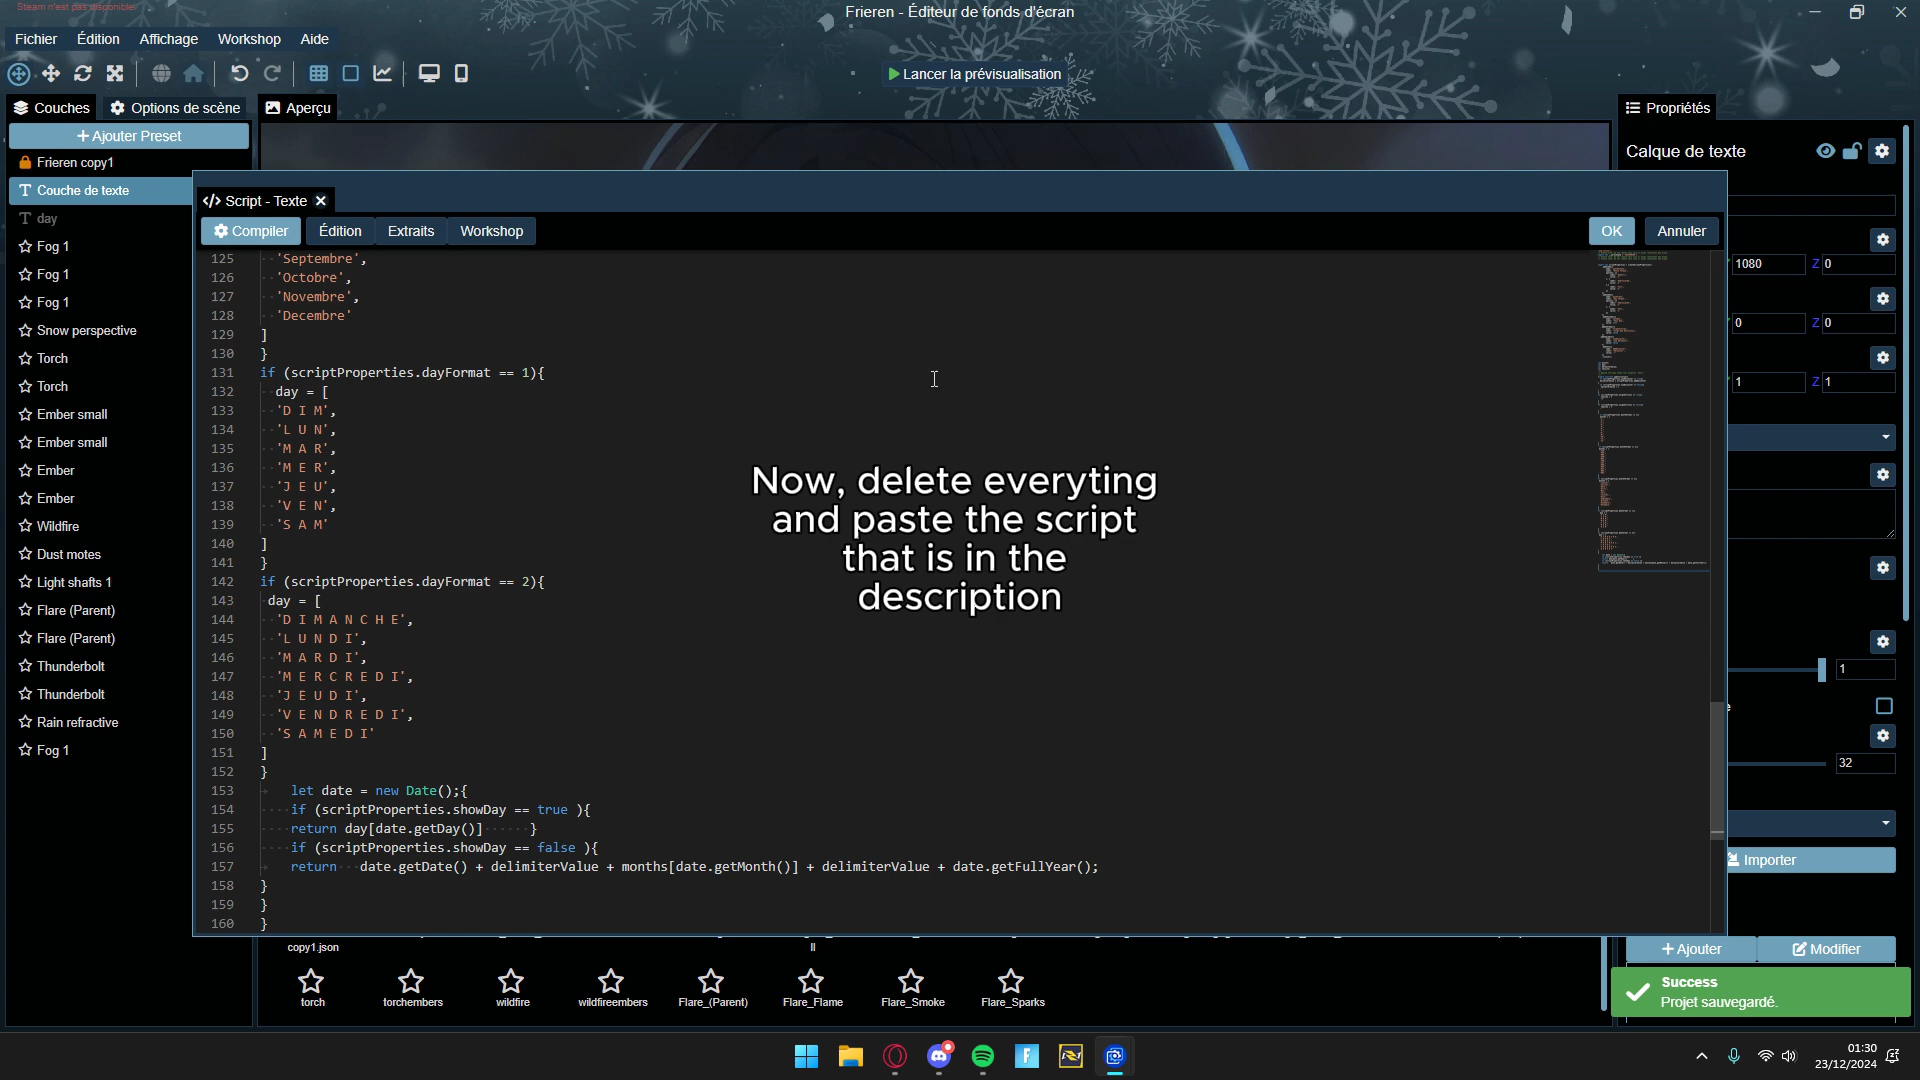 Steam n'est pas disponible.
Frieren - Éditeur de fonds d'écran
Fichier Édition Affichage Workshop Aide
Lancer la prévisualisation
Couches Options de scène Aperçu Propriétés
Ajouter Preset
Frieren copy1
Couche de texte
day
Fog 1
Fog 1
Fog 1
Snow perspective
Torch
Torch
Ember small
Ember small
Ember
Ember
Wildfire
Dust motes
Light shafts 1
Flare (Parent)
Flare (Parent)
Thunderbolt
Thunderbolt
Rain refractive
Fog 1
Script - Texte
Compiler Édition Extraits Workshop OK Annuler
125 'Septembre',
126 'Octobre',
127 'Novembre',
128 'Decembre'
129 ]
130 }
131 if (scriptProperties.dayFormat == 1){
132 day = [
133 'D I M',
134 'L U N',
135 'M A R',
136 'M E R',
137 'J E U',
138 'V E N',
139 'S A M'
140 ]
141 }
142 if (scriptProperties.dayFormat == 2){
143 day = [
144 'D I M A N C H E',
145 'L U N D I',
146 'M A R D I',
147 'M E R C R E D I',
148 'J E U D I',
149 'V E N D R E D I',
150 'S A M E D I'
151 ]
152 }
153 let date = new Date();{
154 if (scriptProperties.showDay == true ){
155 return day[date.getDay()] }
156 if (scriptProperties.showDay == false ){
157 return date.getDate() + delimiterValue + months[date.getMonth()] + delimiterValue + date.getFullYear();
158 }
159 }
160 }
Now, delete everyting
and paste the script
that is in the
description
Calque de texte
1080 Z 0
0 Z 0
1 Z 1
1
32
Importer
Ajouter Modifier
Success
Projet sauvegardé.
copy1.json ll
torch torchembers wildfire wildfireembers Flare_(Parent) Flare_Flame Flare_Smoke Flare_Sparks
01:30
23/12/2024